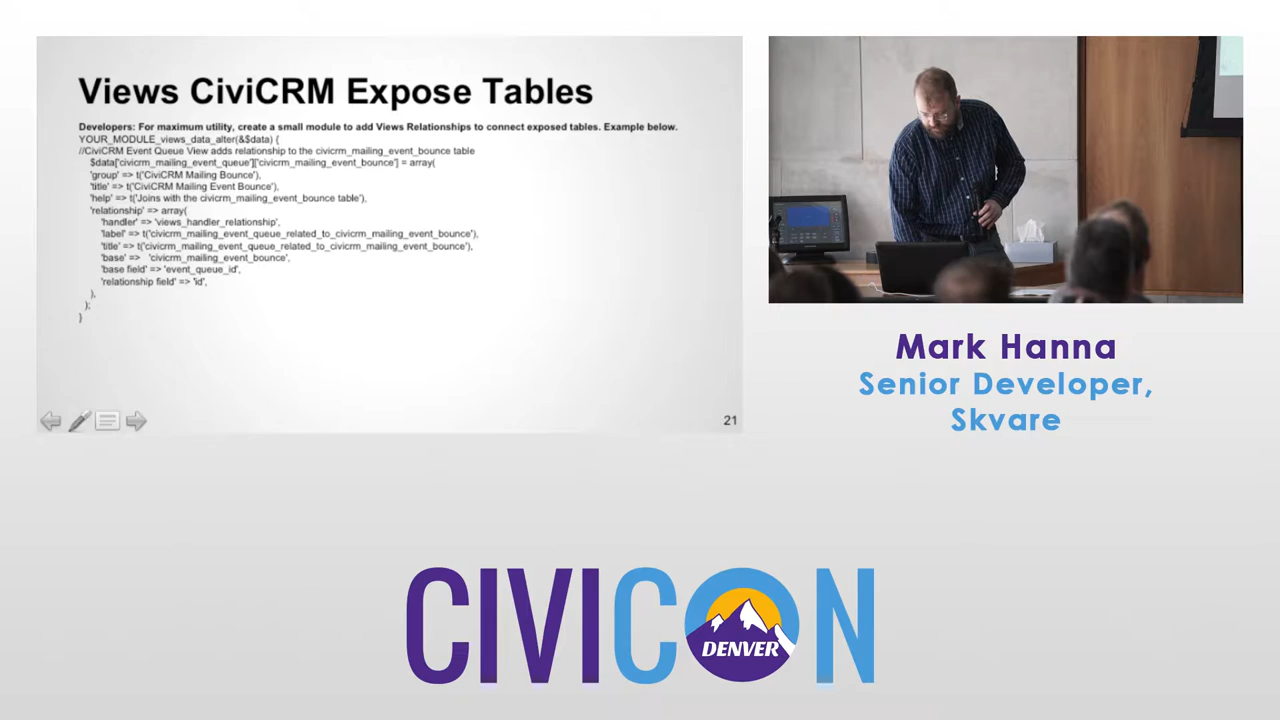 Views CiviCRM Expose Tables
Developers: For maximum utility, create a small module to add Views Relationships to connect exposed tables. Example below.
YOUR_MODULE_views_data_alter(&$data) {
//CiviCRM Event Queue View adds relationship to the civicrm_mailing_event_bounce table
$data['civicrm_mailing_event_queue']['civicrm_mailing_event_bounce'] = array(
'group' => t('CiviCRM Mailing Bounce'),
'title' => t('CiviCRM Mailing Event Bounce'),
'help' => t('Joins with the civicrm_mailing_event_bounce table'),
'relationship' => array(
'handler' => 'views_handler_relationship',
'label' => t('civicrm_mailing_event_queue_related_to_civicrm_mailing_event_bounce'),
'title' => t('civicrm_mailing_event_queue_related_to_civicrm_mailing_event_bounce'),
'base' => 'civicrm_mailing_event_bounce',
'base field' => 'event_queue_id',
'relationship field' => 'id',
),
);
}
21
Mark Hanna
Senior Developer,
Skvare
CIVICON
DENVER